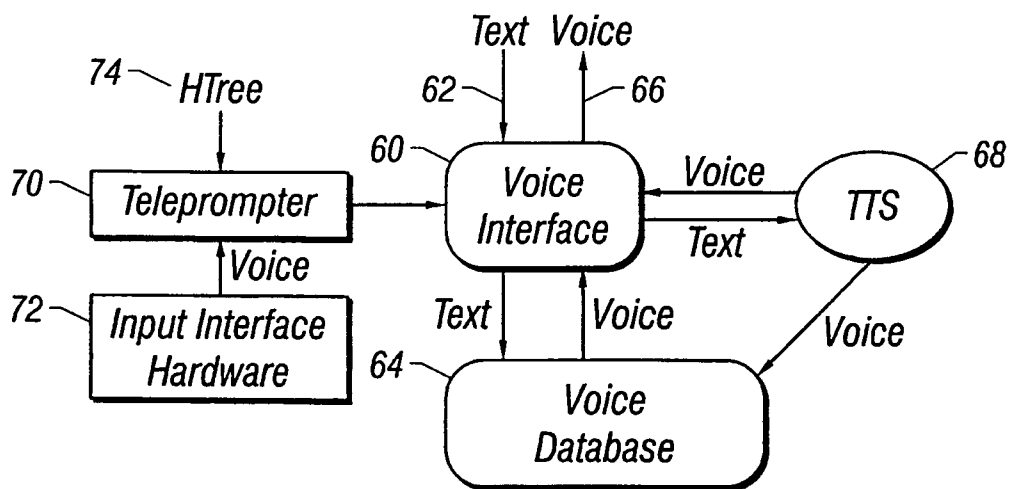 Text Voice
74 HTree
62 66
60
70 Teleprompter
Voice
Interface
Voice
Text
TTS 68
Voice
72 Input Interface
Hardware
Text Voice
Voice
64 Voice
Database